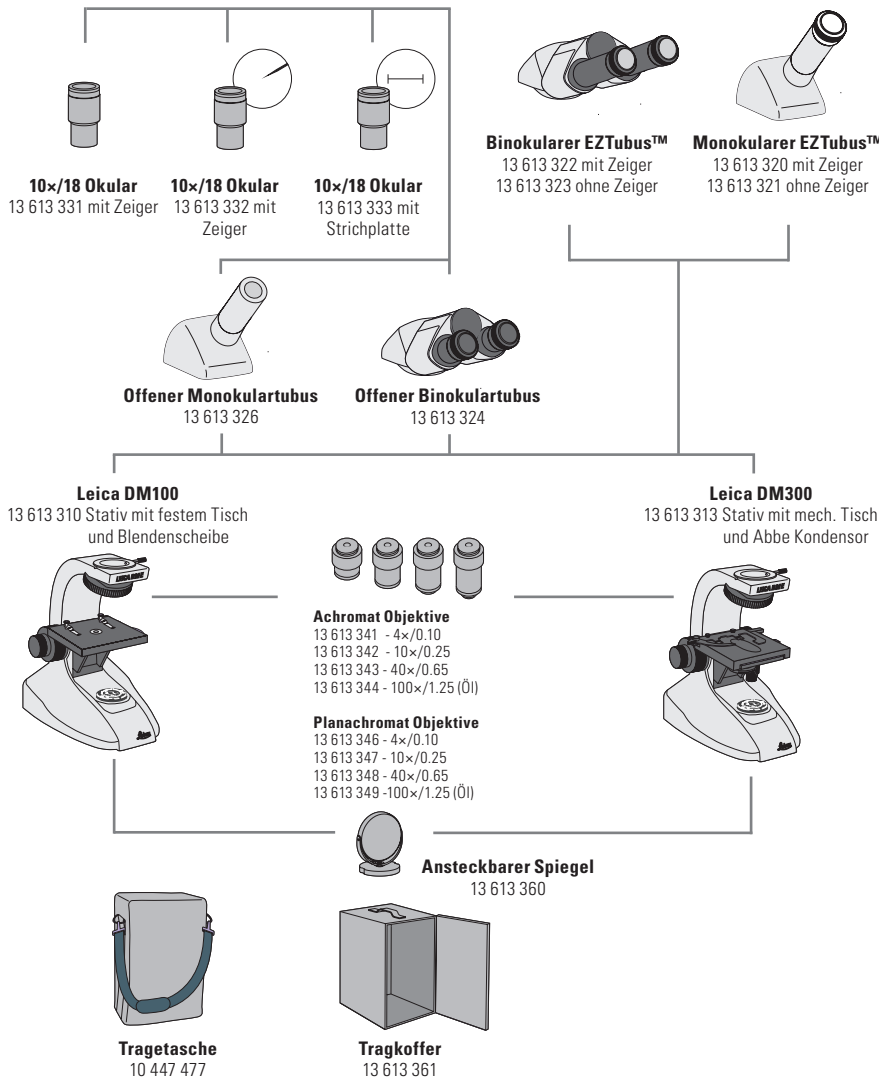 10×/18 Okular
13 613 331 mit Zeiger
10×/18 Okular
13 613 332 mit
Zeiger
10×/18 Okular
13 613 333 mit
Strichplatte
Binokularer EZTubus™
13 613 322 mit Zeiger
13 613 323 ohne Zeiger
Monokularer EZTubus™
13 613 320 mit Zeiger
13 613 321 ohne Zeiger
Offener Monokulartubus
13 613 326
Offener Binokulartubus
13 613 324
Leica DM100
13 613 310 Stativ mit festem Tisch
und Blendenscheibe
Leica DM300
13 613 313 Stativ mit mech. Tisch
und Abbe Kondensor
Achromat Objektive
13 613 341 - 4×/0.10
13 613 342 - 10×/0.25
13 613 343 - 40×/0.65
13 613 344 - 100×/1.25 (Öl)
Planachromat Objektive
13 613 346 - 4×/0.10
13 613 347 - 10×/0.25
13 613 348 - 40×/0.65
13 613 349 -100×/1.25 (Öl)
Leica
Leica
Ansteckbarer Spiegel
13 613 360
Tragetasche
10 447 477
Tragkoffer
13 613 361